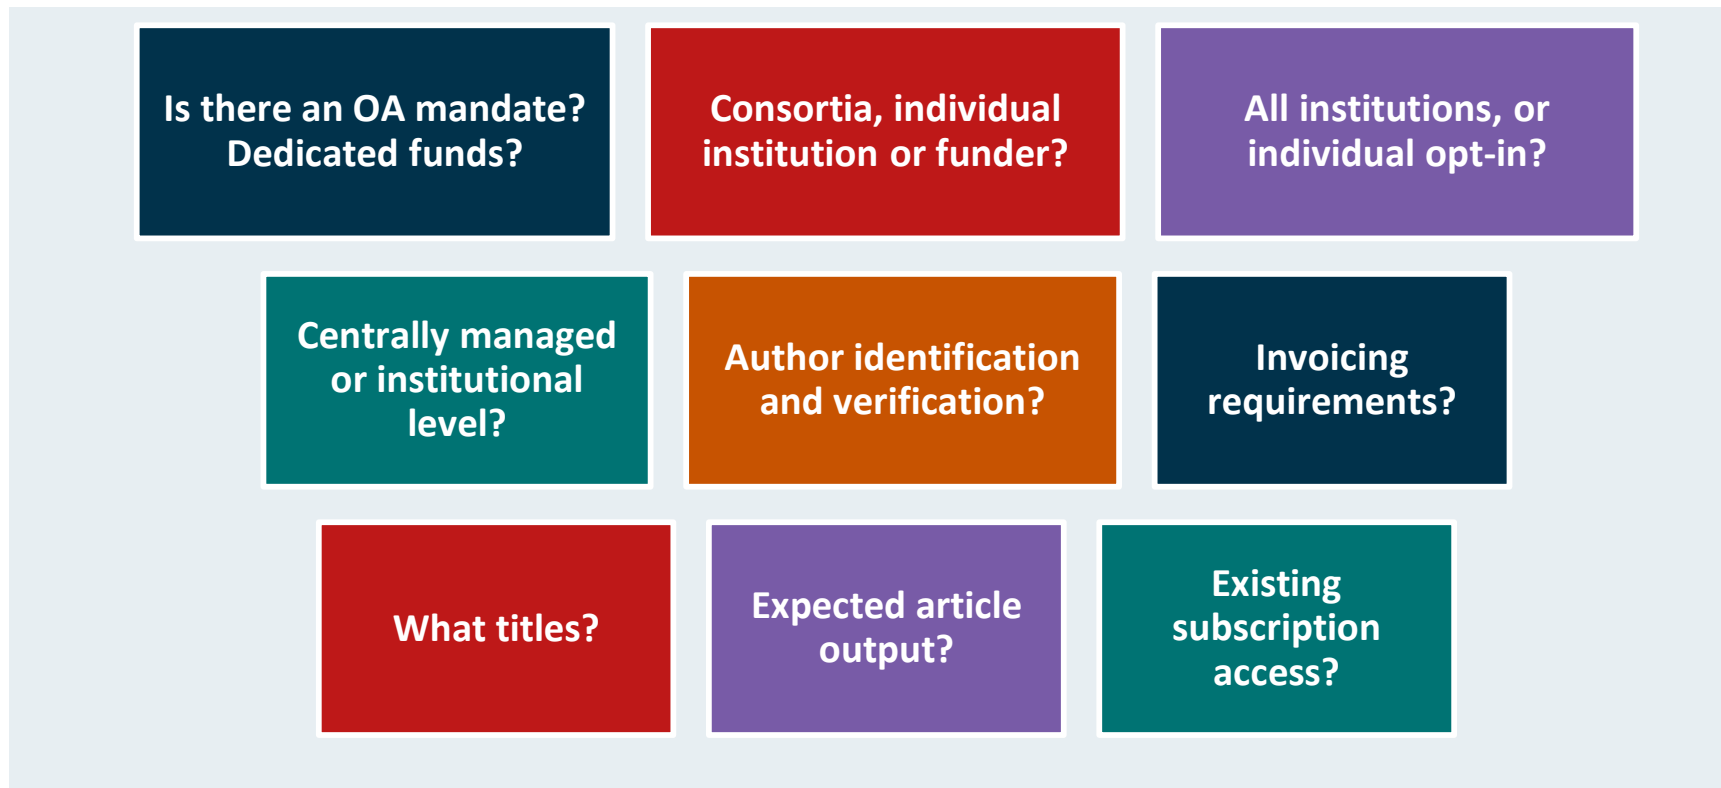 Is there an OA mandate?
Dedicated funds?
Consortia, individual
institution or funder?
All institutions, or
individual opt-in?
Centrally managed
or institutional
level?
Author identification
and verification?
Invoicing
requirements?
What titles?
Expected article
output?
Existing
subscription
access?